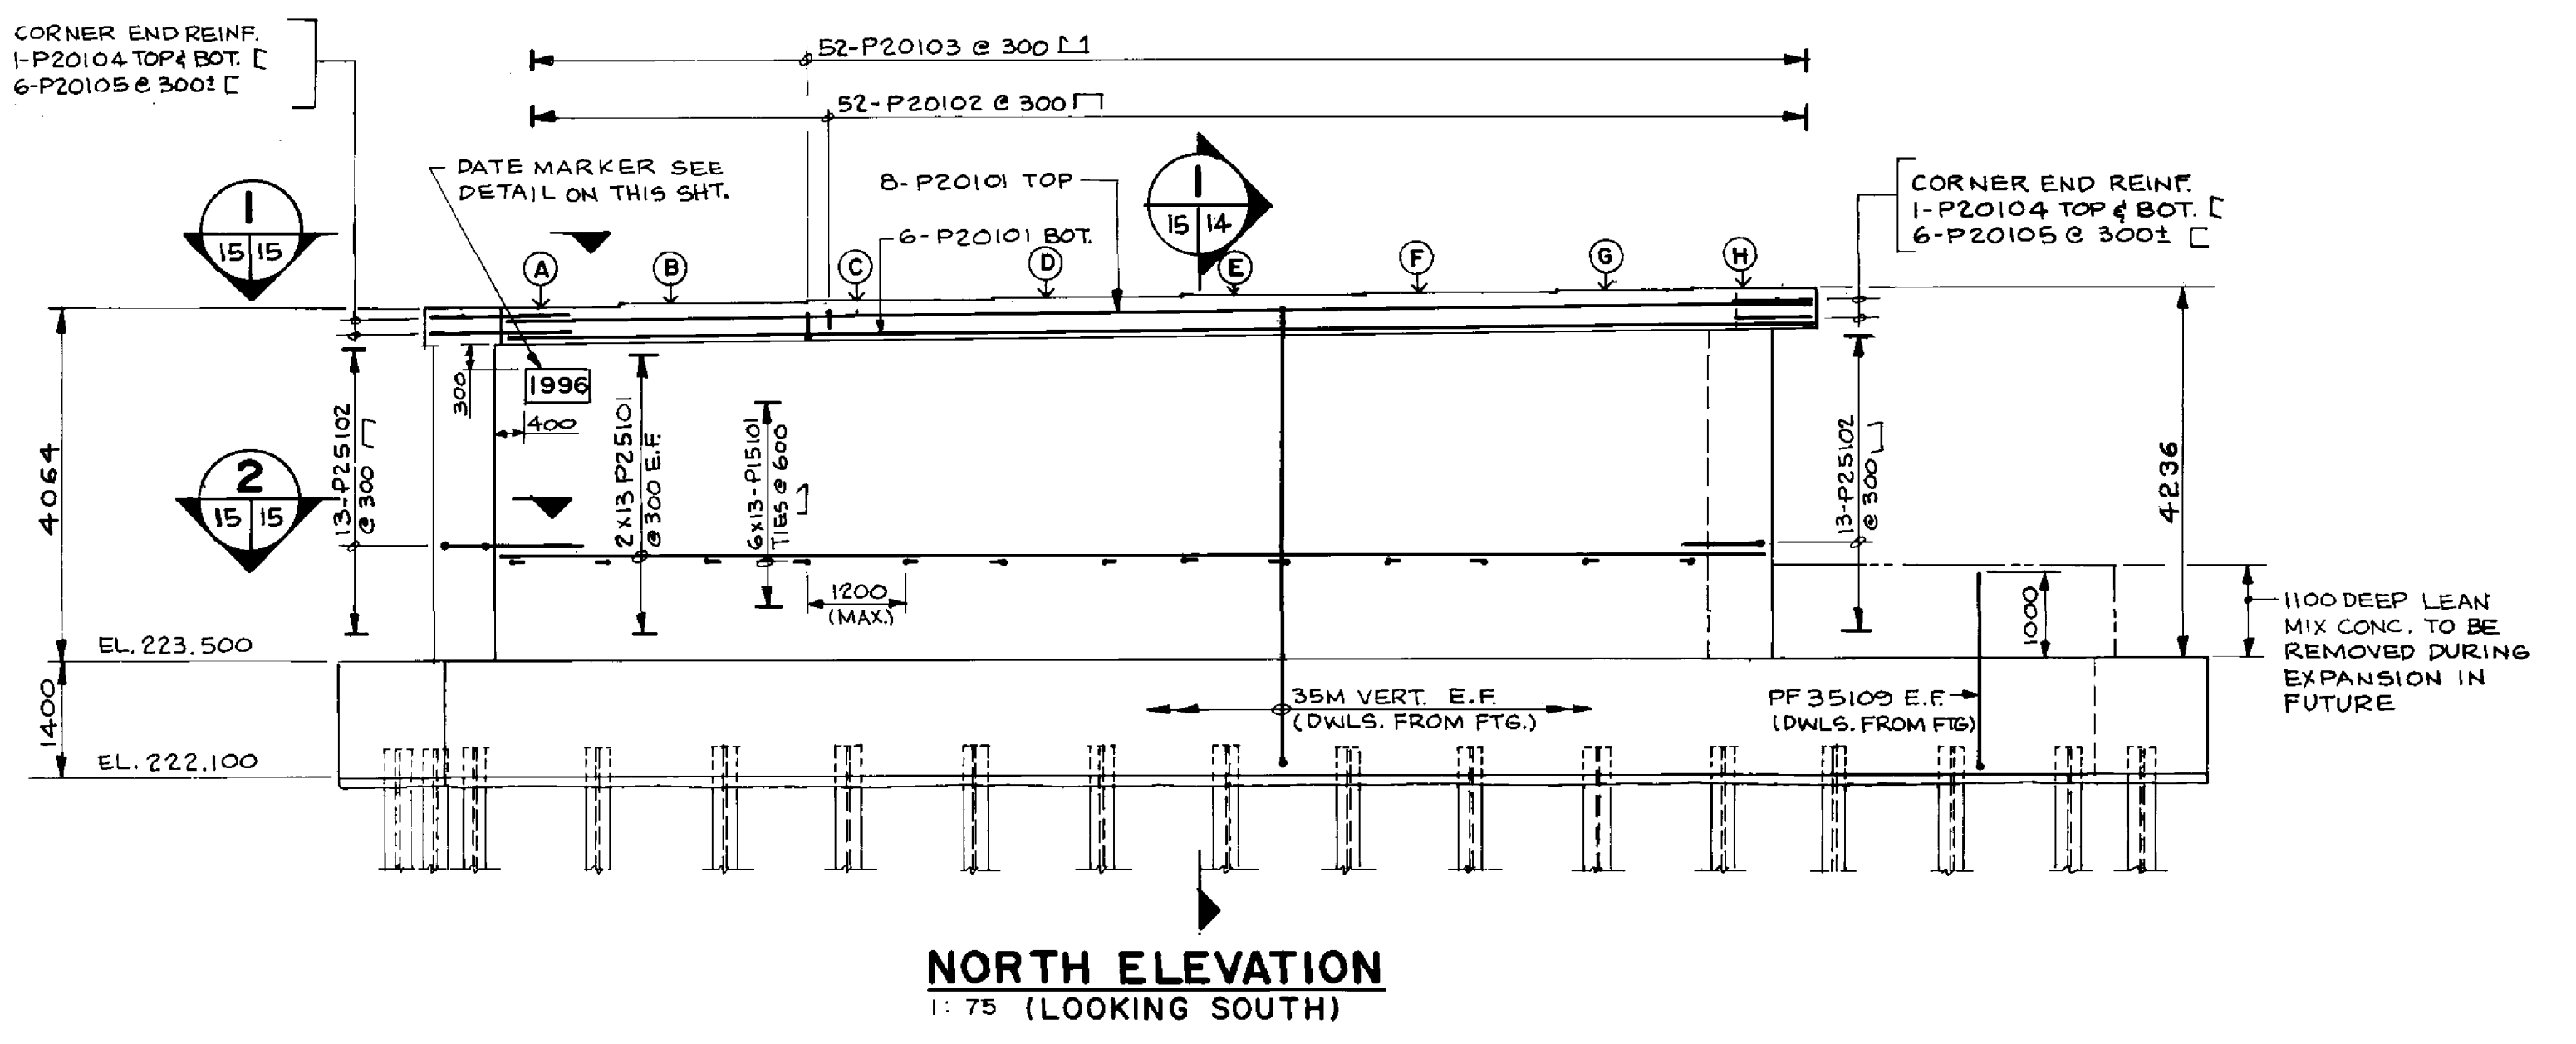 CORNER END REINF.
1-P20104 TOP & BOT. [
6-P20105 @ 300± [
52-P20103 @ 300
52-P20102 @ 300
DATE MARKER SEE
DETAIL ON THIS SHT.
8-P20101 TOP
6-P20101 BOT.
1
15 14
CORNER END REINF.
1-P20104 TOP & BOT. [
6-P20105 @ 300± [
1
15 15
A
B
C
D
E
F
G
H
4064
300
1996
400
13-P25102
@ 300
2x13 P25101
@ 300 E.F.
6x13-P15101
TIES @ 600
1200
(MAX.)
13-P25102
@ 300
4236
2
15 15
1000
1100 DEEP LEAN
MIX CONC. TO BE
REMOVED DURING
EXPANSION IN
FUTURE
EL. 223.500
1400
EL. 222.100
35M VERT. E.F.
(DWLS. FROM FTG.)
PF35109 E.F.
(DWLS. FROM FTG)
NORTH ELEVATION
1: 75 (LOOKING SOUTH)